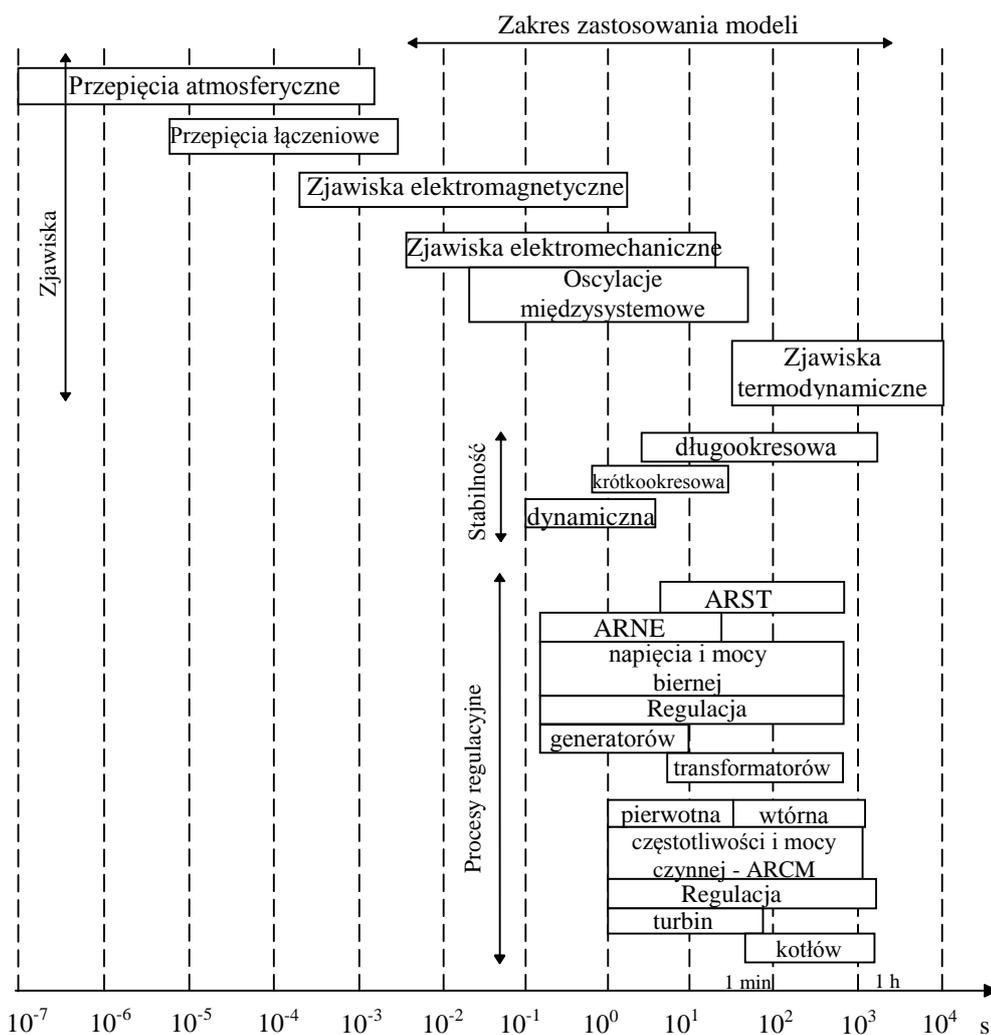 Zakres zastosowania modeli
Przepięcia atmosferyczne
Przepięcia łączeniowe
Zjawiska elektromagnetyczne
Zjawiska
Zjawiska elektromechaniczne
Oscylacje
międzysystemowe
Zjawiska
termodynamiczne
Stabilność
długookresowa
krótkookresowa
dynamiczna
Procesy regulacyjne
ARST
ARNE
napięcia i mocy
biernej
Regulacja
generatorów
transformatorów
pierwotna wtórna
częstotliwości i mocy
czynnej - ARCM
Regulacja
turbin
kotłów
1 min 1 h
10⁻⁷ 10⁻⁶ 10⁻⁵ 10⁻⁴ 10⁻³ 10⁻² 10⁻¹ 10⁰ 10¹ 10² 10³ 10⁴ s